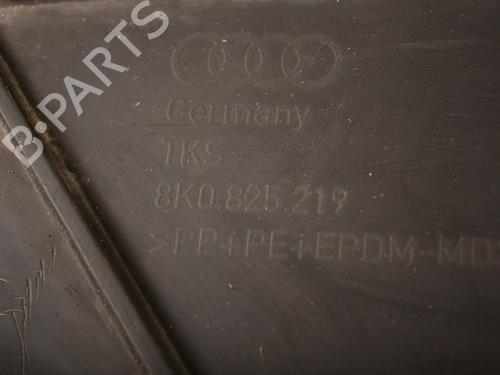 B-PARTS
Germany
TKS
8K0.825.219
>PP+PE+EPDM-MD